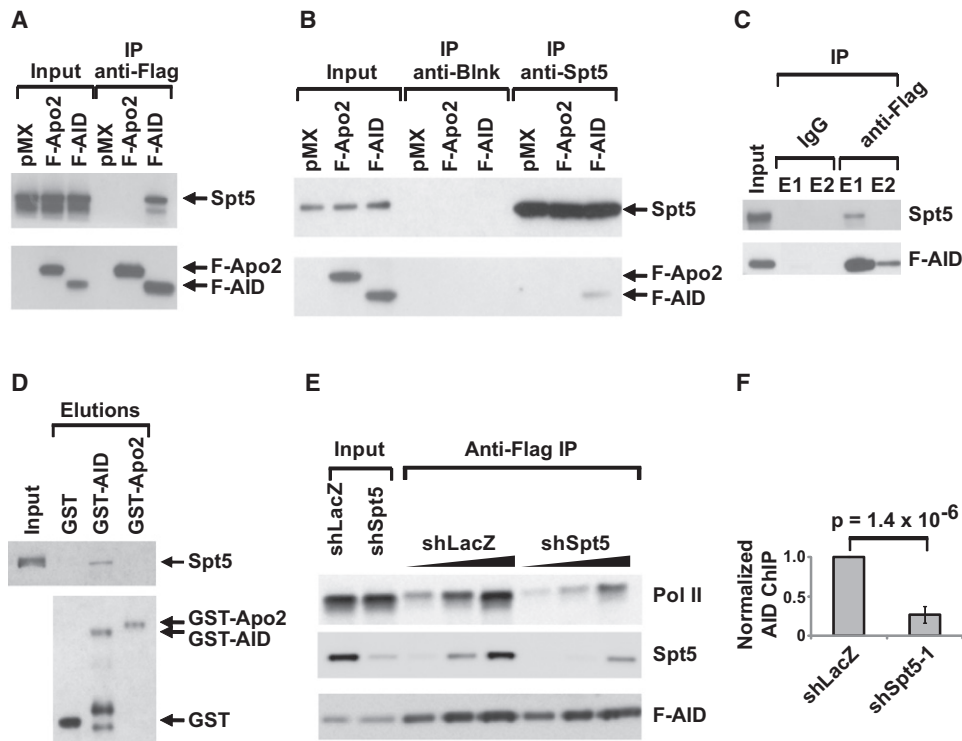 A
IP
Input anti-Flag
pMX
F-Apo2
F-AID
pMX
F-Apo2
F-AID
Spt5
F-Apo2
F-AID
B
IP IP
Input anti-Blnk anti-Spt5
pMX
F-Apo2
F-AID
pMX
F-Apo2
F-AID
pMX
F-Apo2
F-AID
Spt5
F-Apo2
F-AID
C
IP
Input
IgG
anti-Flag
E1 E2 E1 E2
Spt5
F-AID
D
Elutions
Input
GST
GST-AID
GST-Apo2
Spt5
GST-Apo2
GST-AID
GST
E
Input Anti-Flag IP
shLacZ
shSpt5
shLacZ shSpt5
Pol II
Spt5
F-AID
F
p = 1.4 x 10-6
Normalized
AID ChIP
1.0
0.5
0
shLacZ
shSpt5-1